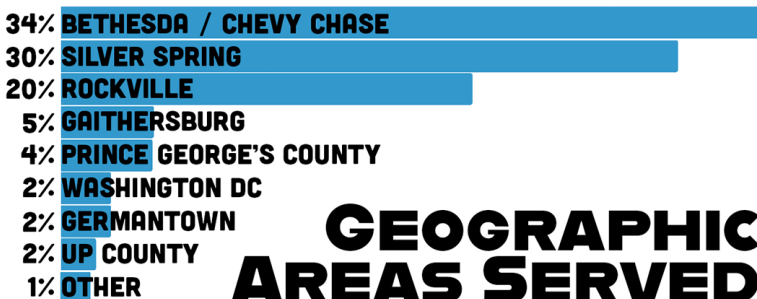 34% BETHESDA / CHEVY CHASE
30% SILVER SPRING
20% ROCKVILLE
5% GAITHERSBURG
4% PRINCE GEORGE'S COUNTY
2% WASHINGTON DC
2% GERMANTOWN
2% UP COUNTY
1% OTHER
GEOGRAPHIC
AREAS SERVED